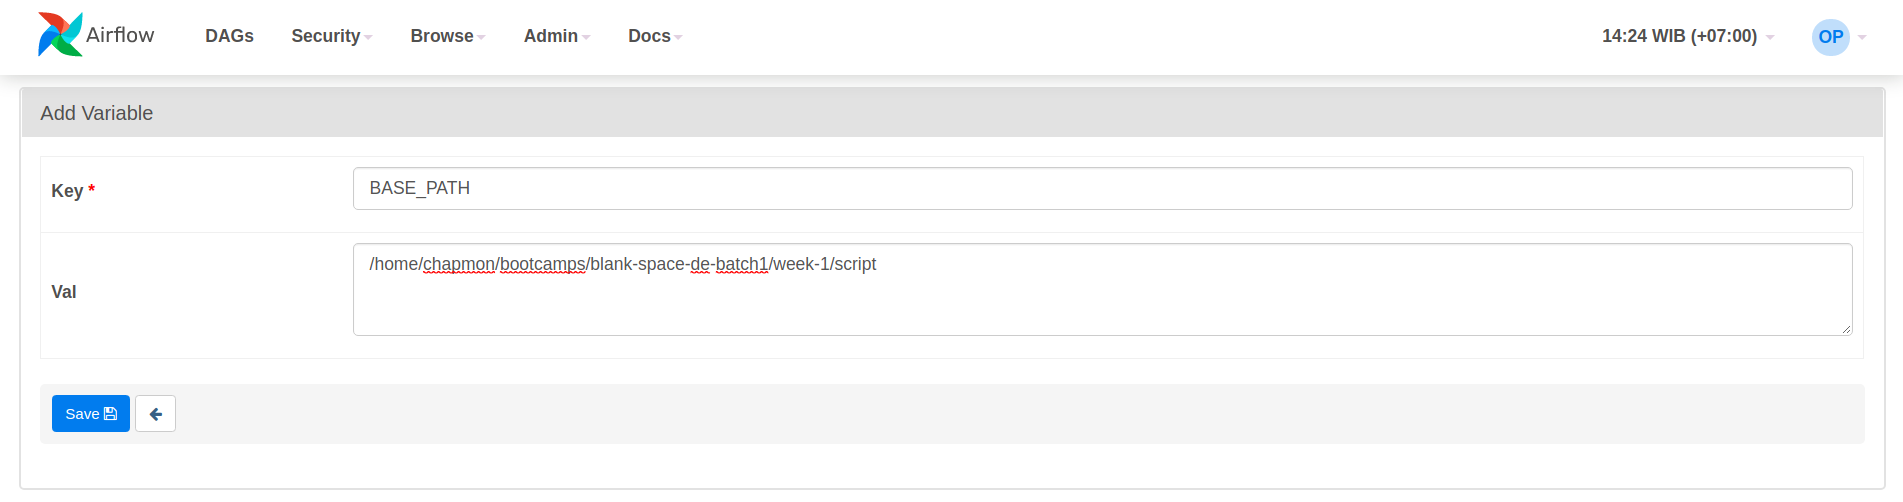 Airflow DAGs Security Browse Admin Docs 14:24 WIB (+07:00) OP
Add Variable
Key * BASE_PATH
Val /home/chapmon/bootcamps/blank-space-de-batch1/week-1/script
Save